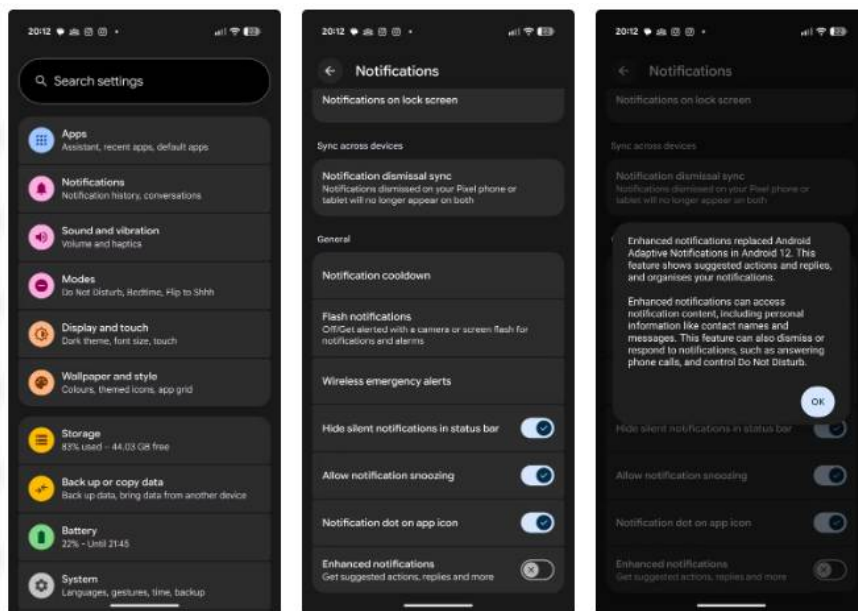 20:12
Search settings
Apps
Assistant, recent apps, default apps
Notifications
Notification history, conversations
Sound and vibration
Volume and haptics
Modes
Do Not Disturb, Bedtime, Flip to Shhh
Display and touch
Dark theme, font size, touch
Wallpaper and style
Colours, themed icons, app grid
Storage
83% used – 44.03 GB free
Back up or copy data
Back up data, bring data from another device
Battery
22% - Until 21:45
System
Languages, gestures, time, backup
20:12
Notifications
Notifications on lock screen
Sync across devices
Notification dismissal sync
Notifications dismissed on your Pixel phone or
tablet will no longer appear on both
General
Notification cooldown
Flash notifications
Off/Get alerted with a camera or screen flash for
notifications and alarms
Wireless emergency alerts
Hide silent notifications in status bar
Allow notification snoozing
Notification dot on app icon
Enhanced notifications
Get suggested actions, replies and more
20:12
Notifications
Notifications on lock screen
Sync across devices
Notification dismissal sync
Notifications dismissed on your Pixel phone or
tablet will no longer appear on both
Enhanced notifications replaced Android
Adaptive Notifications in Android 12. This
feature shows suggested actions and replies,
and organises your notifications.
Enhanced notifications can access
notification content, including personal
information like contact names and
messages. This feature can also dismiss or
respond to notifications, such as answering
phone calls, and control Do Not Disturb.
OK
Hide silent notifications in status bar
Allow notification snoozing
Notification dot on app icon
Enhanced notifications
Get suggested actions, replies and more